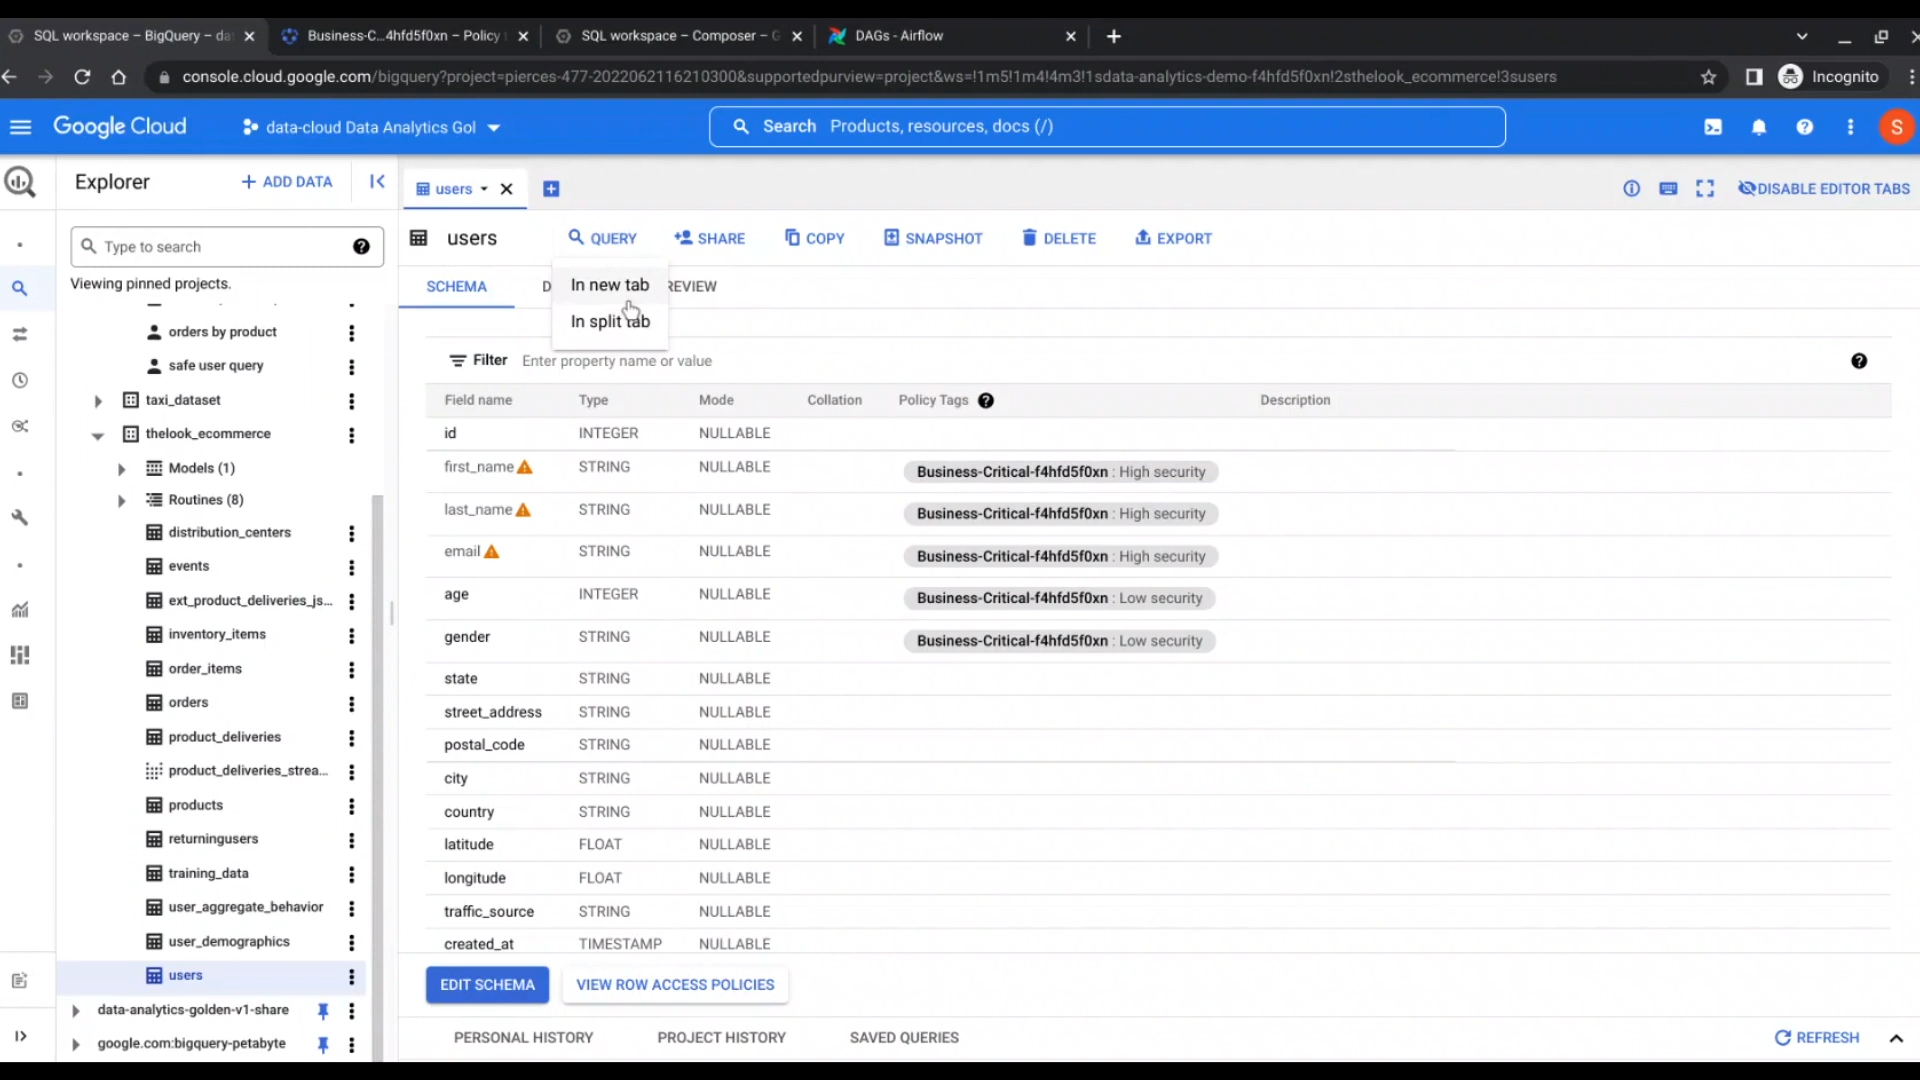 SQL workspace – BigQuery – da
Business-C...4hfd5f0xn – Policy
SQL workspace – Composer – G
DAGs - Airflow
console.cloud.google.com/bigquery?project=pierces-477-2022062116210300&supportedpurview=project&ws=!1m5!1m4!4m3!1sdata-analytics-demo-f4hfd5f0xn!2sthelook_ecommerce!3susers
Incognito
Google Cloud
data-cloud Data Analytics Gol
Search Products, resources, docs (/)
S
Explorer
+ ADD DATA
users
DISABLE EDITOR TABS
Type to search
Viewing pinned projects.
orders by product
safe user query
taxi_dataset
thelook_ecommerce
Models (1)
Routines (8)
distribution_centers
events
ext_product_deliveries_js...
inventory_items
order_items
orders
product_deliveries
product_deliveries_strea...
products
returningusers
training_data
user_aggregate_behavior
user_demographics
users
data-analytics-golden-v1-share
google.com:bigquery-petabyte
users
QUERY
SHARE
COPY
SNAPSHOT
DELETE
EXPORT
SCHEMA
D
REVIEW
In new tab
In split tab
Filter Enter property name or value
Field name Type Mode Collation Policy Tags Description
id INTEGER NULLABLE
first_name STRING NULLABLE Business-Critical-f4hfd5f0xn : High security
last_name STRING NULLABLE Business-Critical-f4hfd5f0xn : High security
email STRING NULLABLE Business-Critical-f4hfd5f0xn : High security
age INTEGER NULLABLE Business-Critical-f4hfd5f0xn : Low security
gender STRING NULLABLE Business-Critical-f4hfd5f0xn : Low security
state STRING NULLABLE
street_address STRING NULLABLE
postal_code STRING NULLABLE
city STRING NULLABLE
country STRING NULLABLE
latitude FLOAT NULLABLE
longitude FLOAT NULLABLE
traffic_source STRING NULLABLE
created_at TIMESTAMP NULLABLE
EDIT SCHEMA
VIEW ROW ACCESS POLICIES
PERSONAL HISTORY
PROJECT HISTORY
SAVED QUERIES
REFRESH